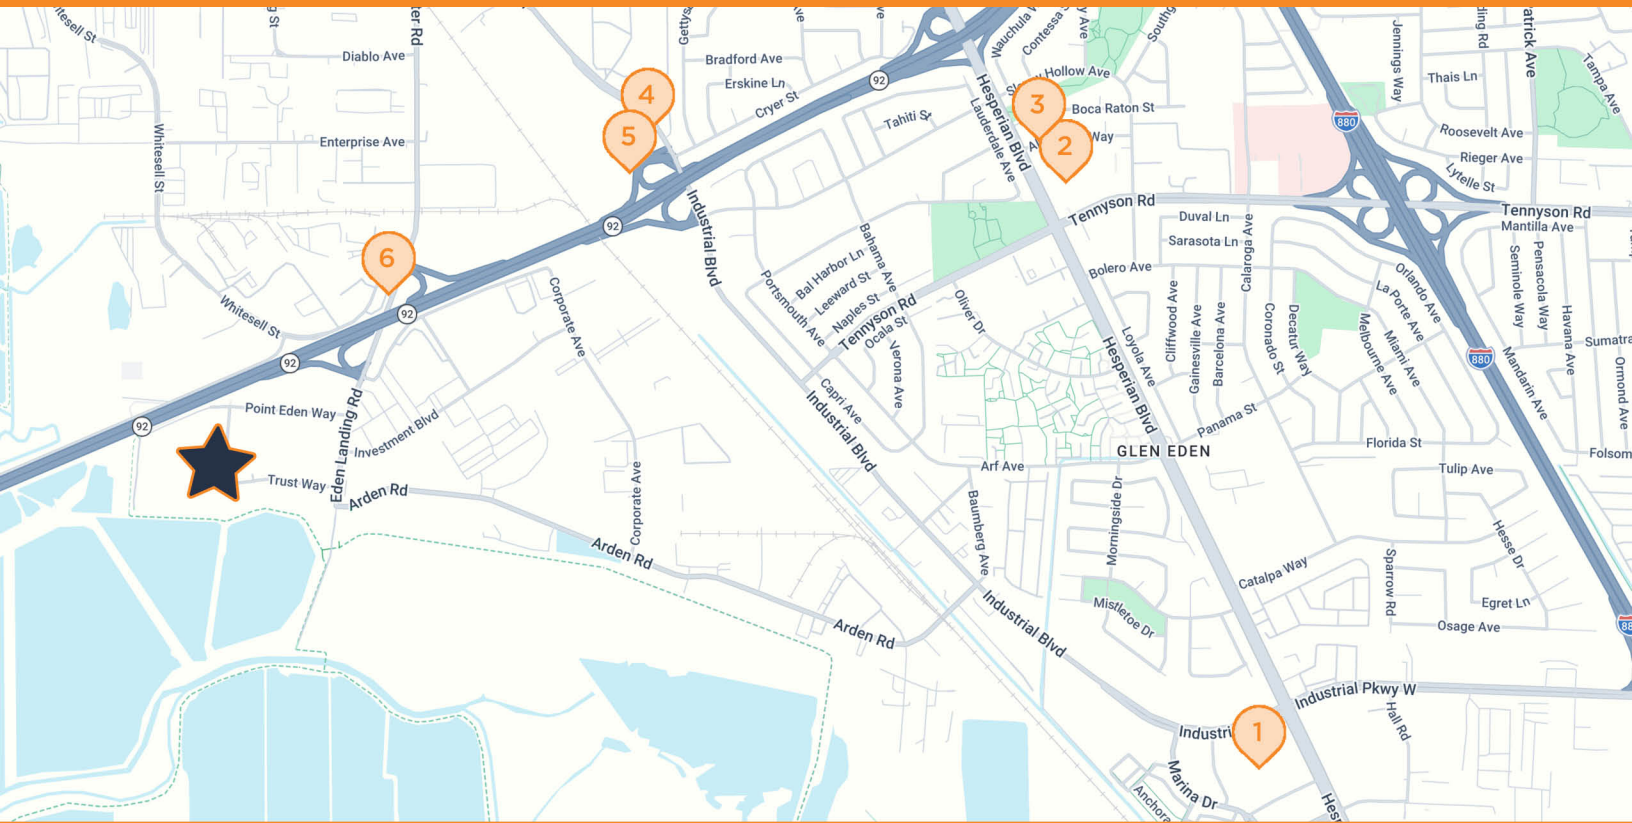 Diablo Ave
Bradford Ave
Erskine Ln
Cryer St
92
Hollow Ave
Boca Raton St
Way
Thais Ln
Jennings Way
Tampa Ave
Roosevelt Ave
Rieger Ave
Lytelle St
880
4
5
3
2
6
1
Enterprise Ave
Whitesell St
Tahiti St
Lauderdale Ave
Hesperian Blvd
Tennyson Rd
Tennyson Rd
Mantilla Ave
Duval Ln
Sarasota Ln
Calaroga Ave
Bolero Ave
Industrial Blvd
92
Bahama Ave
Bal Harbor Ln
Leeward St
Naples St
Tennyson Rd
Ocala St
Portsmouth Ave
Verona Ave
Oliver Dr
Cliffwood Ave
Gainesville Ave
Barcelona Ave
Coronado St
Decatur Way
Orlando Ave
La Porte Ave
Miami Ave
Melbourne Ave
Seminole Way
Pensacola Way
Havana Ave
Ormond Ave
Mandarin Ave
880
Whitesell St
92
92
92
Corporate Ave
Loyola Ave
Hesperian Blvd
Panama St
Florida St
Tulip Ave
Point Eden Way
Eden Landing Rd
Investment Blvd
Trust Way
Arden Rd
Capri Ave
Industrial Blvd
GLEN EDEN
Arf Ave
Corporate Ave
Baumberg Ave
Morningside Dr
Arden Rd
Catalpa Way
Sparrow Rd
Hesse Dr
Egret Ln
Osage Ave
Mistletoe Dr
Industrial Blvd
Arden Rd
Industrial Pkwy W
Hall Rd
Marina Dr
Wauchula W
Contessa